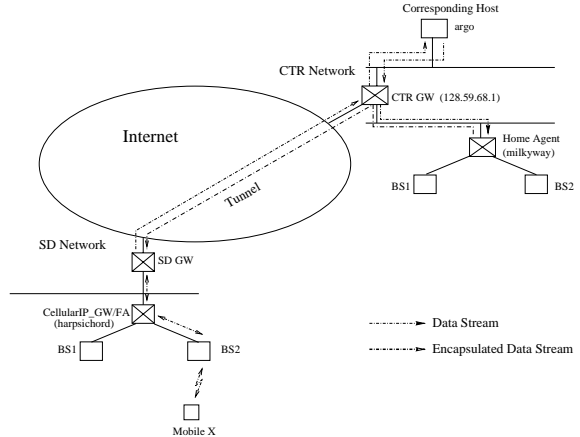 Corresponding Host
argo
CTR Network
CTR GW (128.59.68.1)
Internet
Home Agent
(milkyway)
BS1
BS2
Tunnel
SD Network
SD GW
CellularIP_GW/FA
(harpsichord)
BS1
BS2
Data Stream
Encapsulated Data Stream
Mobile X